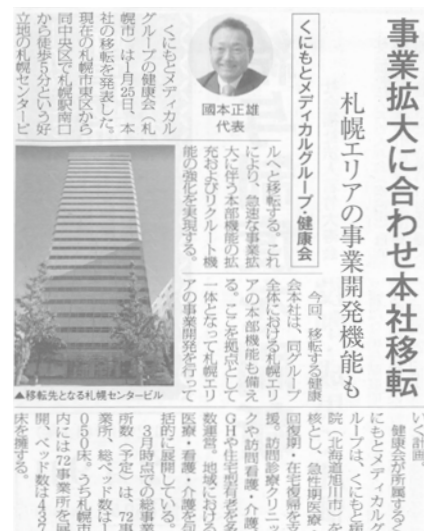 事業拡大に合わせ本社移転
札幌エリアの事業開発機能も
くにもとメディカルグループ・健康会
國本正雄
代表
くにもとメディカル
グループの健康会（札
幌市）は1月25日、本
社の移転を発表した。
現在の札幌市東区から
同中央区で札幌駅南口
から徒歩5分という好
立地の札幌センタービ
ルへと移転する。これ
により、急速な事業拡
大に伴う本部機能の拡
充およびリクルート機
能の強化を実現する。
今回、移転する健康
会本社は、同グループ
全体における札幌エリ
アの本部機能も備え
る。ここを拠点として
一体となって札幌エリ
アの事業開発を行って
▲移転先となる札幌センタービル
いく計画。
健康会が所属する
にもとメディカル
ループは、くにもと病
院（北海道旭川市）を
核とし、急性期医
回復期・在宅復帰
援。訪問診療クリニッ
クや訪問看護・介護、
GHや住宅型有老
数運営。地域における
医療・看護・介護を
括的に展開している。
3月時点での総事業
所数（予定）は、72事
業所、総ベッド数は1
050床。うち札幌市
内には72事業所を展
開、ベッド数は437
床を擁する。